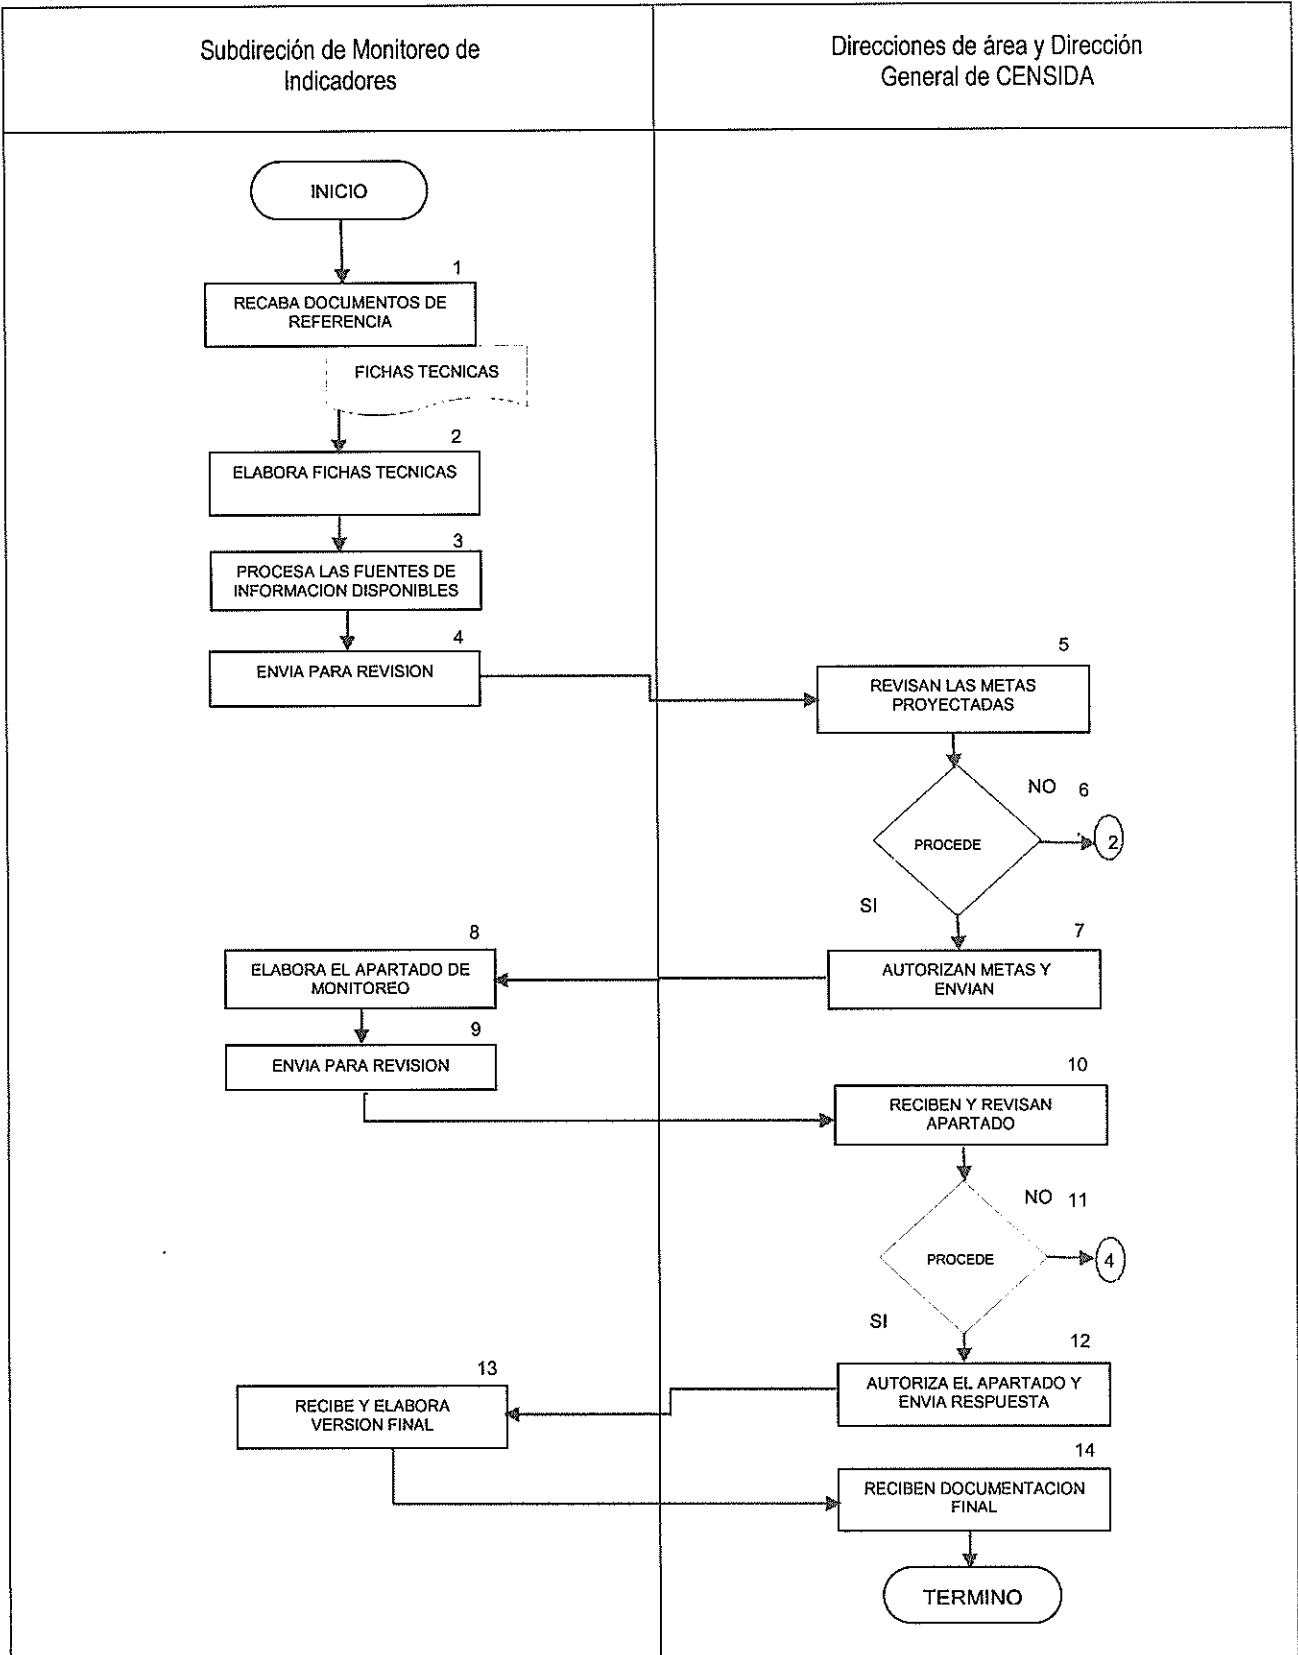 Subdireción de Monitoreo de
Indicadores
Direcciones de área y Dirección
General de CENSIDA
INICIO
1
RECABA DOCUMENTOS DE
REFERENCIA
FICHAS TECNICAS
2
ELABORA FICHAS TECNICAS
3
PROCESA LAS FUENTES DE
INFORMACION DISPONIBLES
4
ENVIA PARA REVISION
5
REVISAN LAS METAS
PROYECTADAS
NO 6
PROCEDE
2
SI
7
AUTORIZAN METAS Y
ENVIAN
8
ELABORA EL APARTADO DE
MONITOREO
9
ENVIA PARA REVISION
10
RECIBEN Y REVISAN
APARTADO
NO 11
PROCEDE
4
SI
12
AUTORIZA EL APARTADO Y
ENVIA RESPUESTA
13
RECIBE Y ELABORA
VERSION FINAL
14
RECIBEN DOCUMENTACION
FINAL
TERMINO